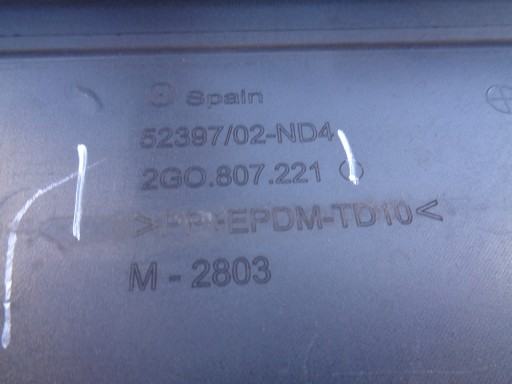 Spain
52397/02-ND4
2GO.807.221
>PP+EPDM-TD10<
M - 2803